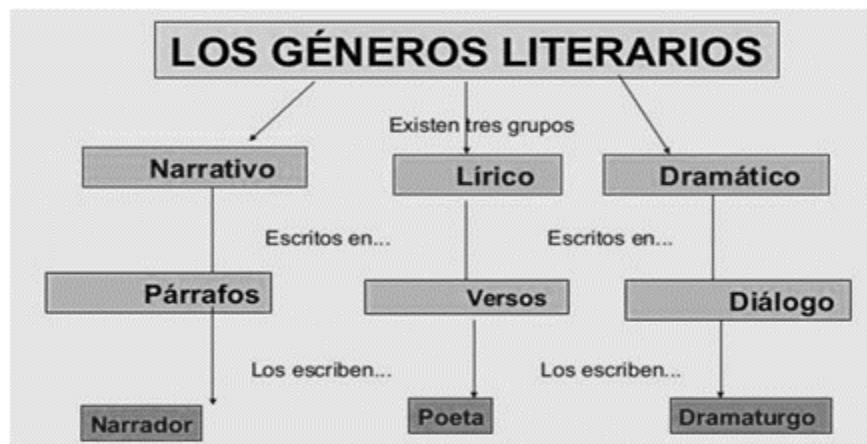 LOS GÉNEROS LITERARIOS
Existen tres grupos
Narrativo
Lírico
Dramático
Escritos en...
Escritos en...
Párrafos
Versos
Diálogo
Los escriben...
Los escriben...
Narrador
Poeta
Dramaturgo